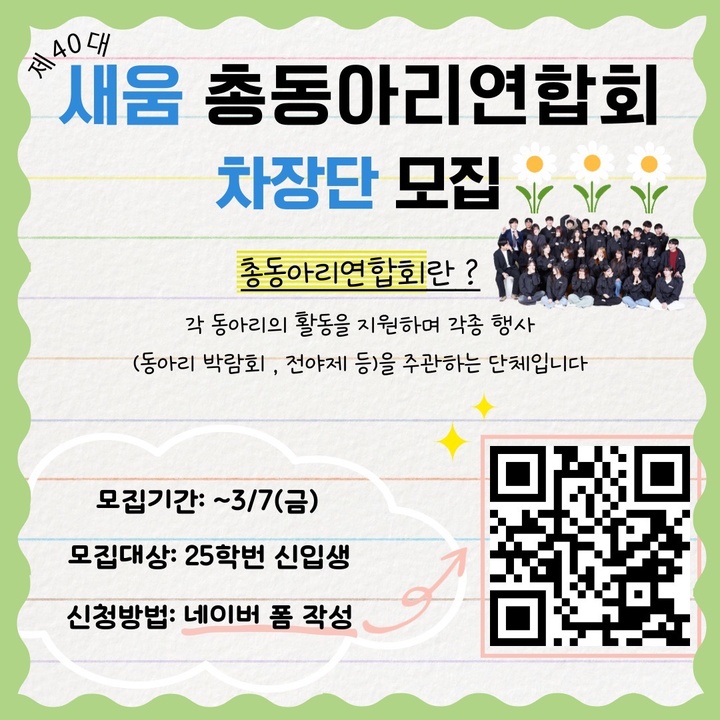 제 40대
새움 총동아리연합회
차장단 모집
총동아리연합회란 ?
각 동아리의 활동을 지원하며 각종 행사
(동아리 박람회 , 전야제 등)을 주관하는 단체입니다
모집기간: ~3/7(금)
모집대상: 25학번 신입생
신청방법: 네이버 폼 작성